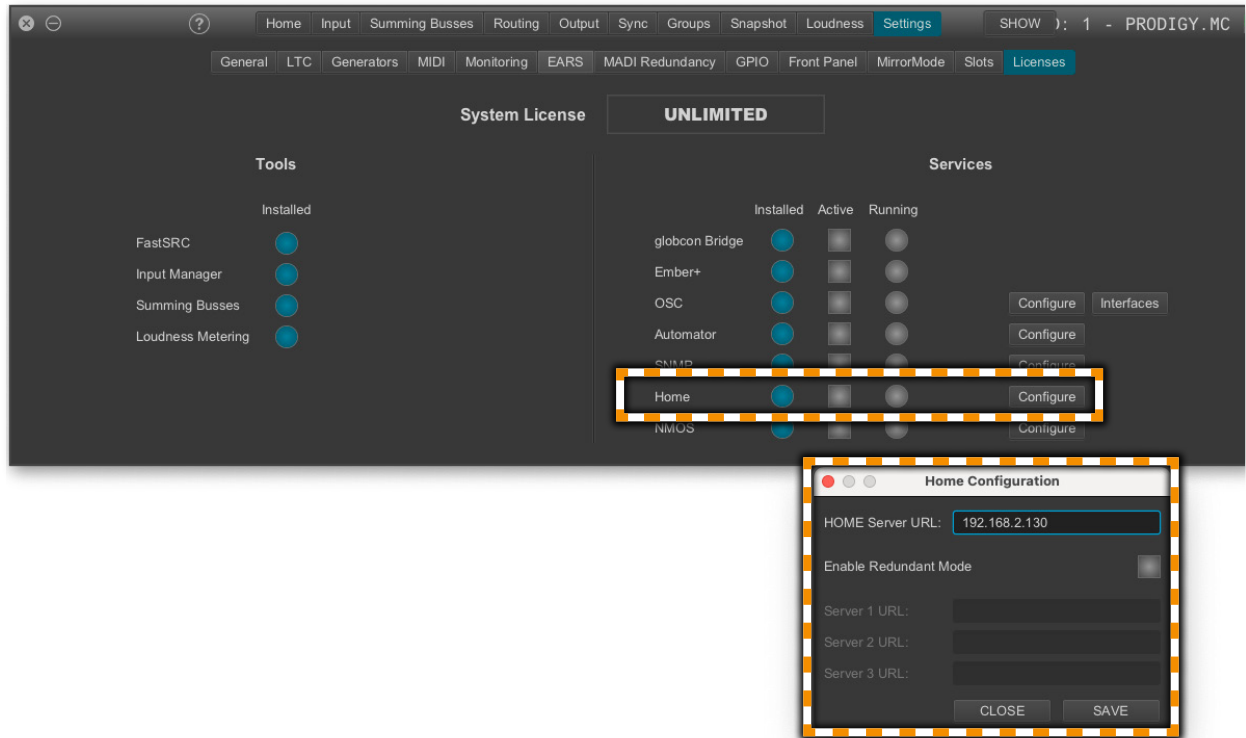 ? Home Input Summing Busses Routing Output Sync Groups Snapshot Loudness Settings SHOW ): 1 - PRODIGY.MC
General LTC Generators MIDI Monitoring EARS MADI Redundancy GPIO Front Panel MirrorMode Slots Licenses
System License UNLIMITED
Tools Services
Installed Installed Active Running
FastSRC globcon Bridge
Input Manager Ember+
Summing Busses OSC Configure Interfaces
Loudness Metering Automator Configure
SNMP Configure
Home Configure
NMOS Configure
Home Configuration
HOME Server URL: 192.168.2.130
Enable Redundant Mode
Server 1 URL:
Server 2 URL:
Server 3 URL:
CLOSE SAVE